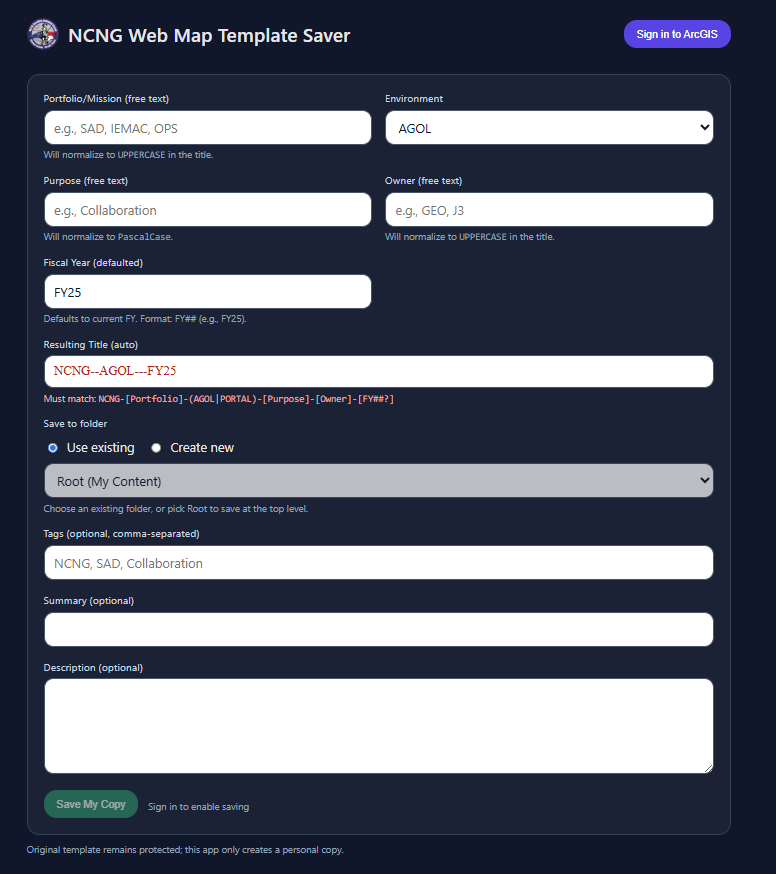 NCNG Web Map Template Saver
Sign in to ArcGIS
Portfolio/Mission (free text)
Environment
e.g., SAD, IEMAC, OPS
AGOL
Will normalize to UPPERCASE in the title.
Purpose (free text)
Owner (free text)
e.g., Collaboration
e.g., GEO, J3
Will normalize to PascalCase.
Will normalize to UPPERCASE in the title.
Fiscal Year (defaulted)
FY25
Defaults to current FY. Format: FY## (e.g., FY25).
Resulting Title (auto)
NCNG--AGOL---FY25
Must match: NCNG-[Portfolio]-(AGOL|PORTAL)-[Purpose]-[Owner]-[FY##?]
Save to folder
Use existing
Create new
Root (My Content)
Choose an existing folder, or pick Root to save at the top level.
Tags (optional, comma-separated)
NCNG, SAD, Collaboration
Summary (optional)
Description (optional)
Save My Copy
Sign in to enable saving
Original template remains protected; this app only creates a personal copy.